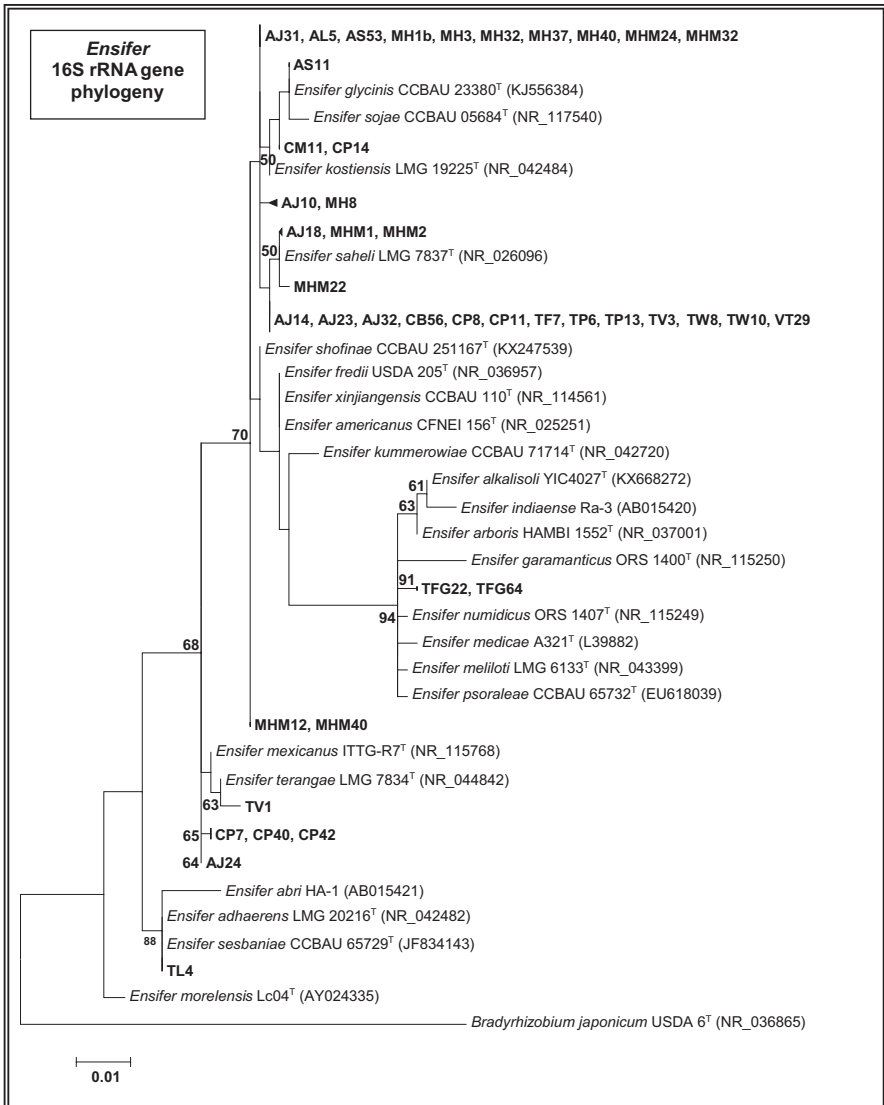 Ensifer
16S rRNA gene
phylogeny
AJ31, AL5, AS53, MH1b, MH3, MH32, MH37, MH40, MHM24, MHM32
AS11
Ensifer glycinis CCBAU 23380ᵀ (KJ556384)
Ensifer sojae CCBAU 05684ᵀ (NR_117540)
CM11, CP14
50
Ensifer kostiensis LMG 19225ᵀ (NR_042484)
AJ10, MH8
AJ18, MHM1, MHM2
50
Ensifer saheli LMG 7837ᵀ (NR_026096)
MHM22
AJ14, AJ23, AJ32, CB56, CP8, CP11, TF7, TP6, TP13, TV3, TW8, TW10, VT29
Ensifer shofinae CCBAU 251167ᵀ (KX247539)
Ensifer fredii USDA 205ᵀ (NR_036957)
Ensifer xinjiangensis CCBAU 110ᵀ (NR_114561)
Ensifer americanus CFNEI 156ᵀ (NR_025251)
70
Ensifer kummerowiae CCBAU 71714ᵀ (NR_042720)
Ensifer alkalisoli YIC4027ᵀ (KX668272)
61
63
Ensifer indiaense Ra-3 (AB015420)
Ensifer arboris HAMBI 1552ᵀ (NR_037001)
Ensifer garamanticus ORS 1400ᵀ (NR_115250)
91
TFG22, TFG64
94
Ensifer numidicus ORS 1407ᵀ (NR_115249)
68
Ensifer medicae A321ᵀ (L39882)
Ensifer meliloti LMG 6133ᵀ (NR_043399)
Ensifer psoraleae CCBAU 65732ᵀ (EU618039)
MHM12, MHM40
Ensifer mexicanus ITTG-R7ᵀ (NR_115768)
Ensifer terangae LMG 7834ᵀ (NR_044842)
63
TV1
65
CP7, CP40, CP42
64
AJ24
Ensifer abri HA-1 (AB015421)
Ensifer adhaerens LMG 20216ᵀ (NR_042482)
88
Ensifer sesbaniae CCBAU 65729ᵀ (JF834143)
TL4
Ensifer morelensis Lc04ᵀ (AY024335)
Bradyrhizobium japonicum USDA 6ᵀ (NR_036865)
0.01